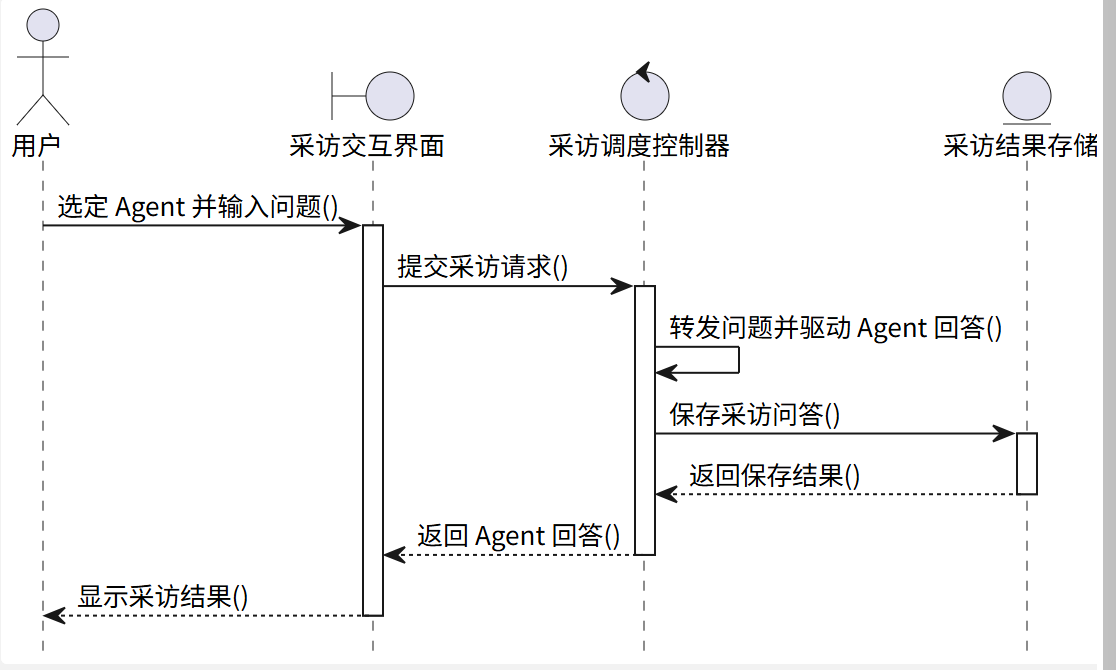 用户
采访交互界面
采访调度控制器
采访结果存储
选定 Agent 并输入问题()
提交采访请求()
转发问题并驱动 Agent 回答()
保存采访问答()
返回保存结果()
返回 Agent 回答()
显示采访结果()